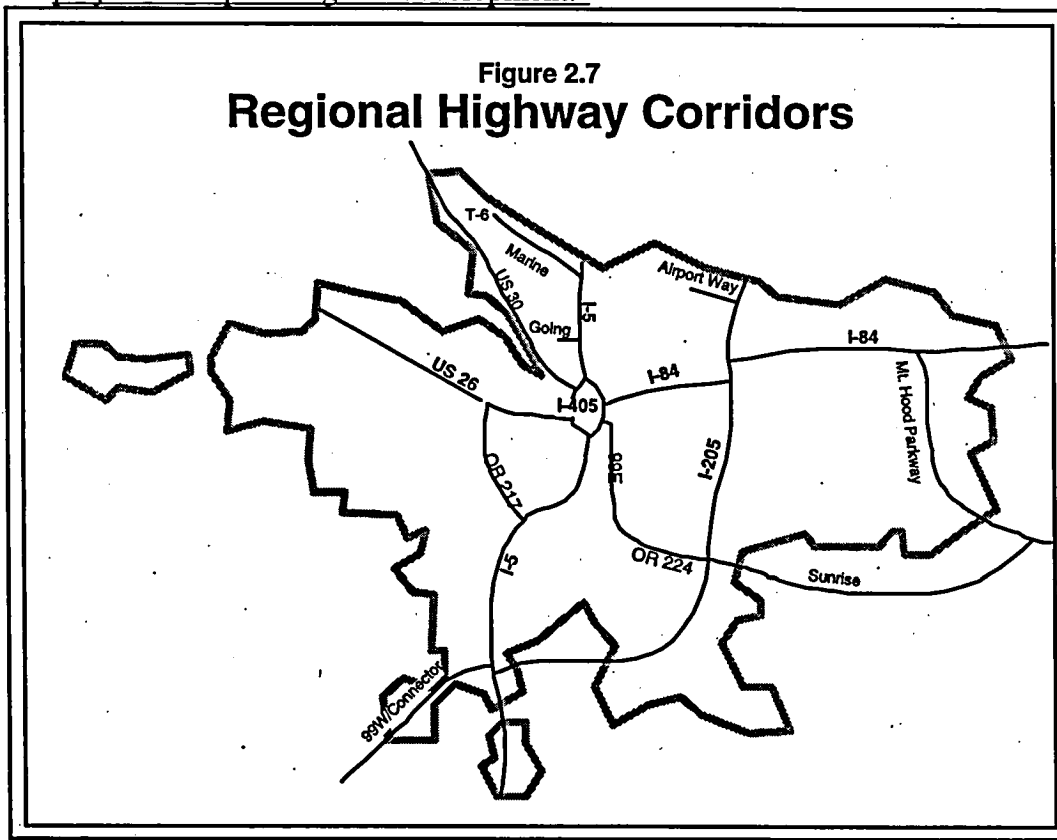 Figure 2.7
Regional Highway Corridors
T-6
Marine
US 30
Going
I-5
Airport Way
I-84
I-84
US 26
I-405
Mt. Hood Parkway
OR 217
99E
I-205
I-5
OR 224
Sunrise
99W/Connector